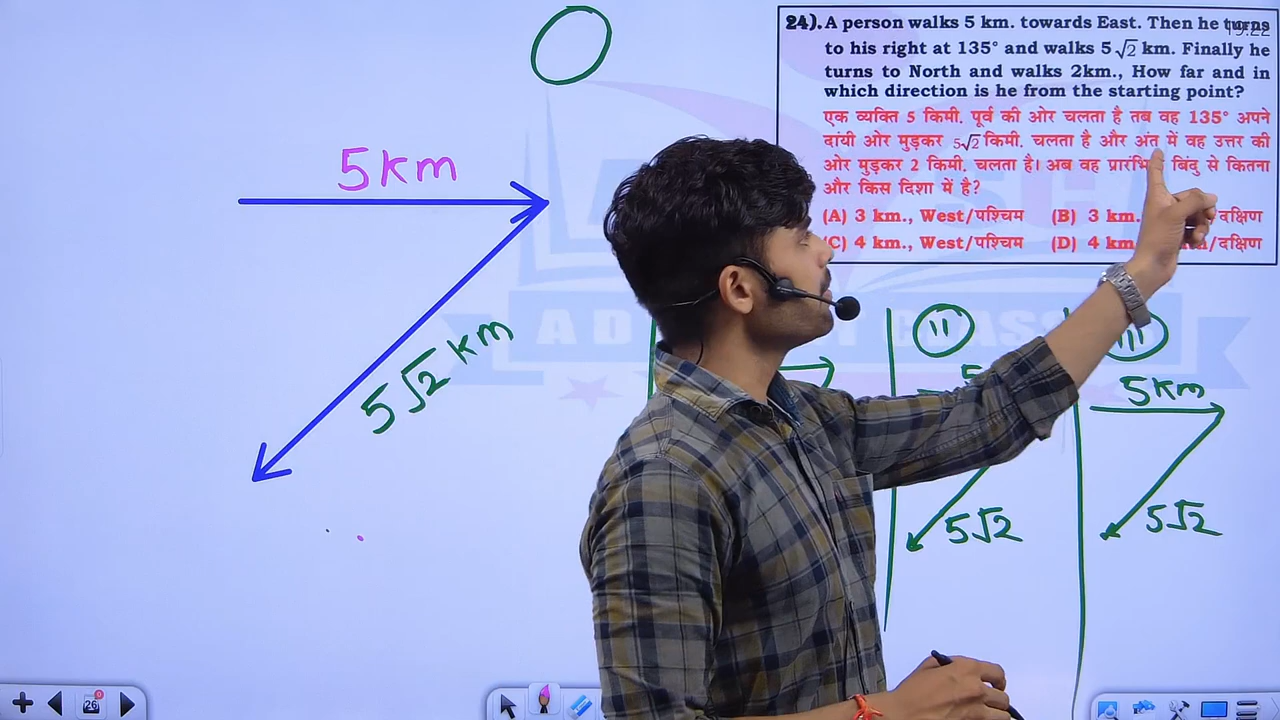 24). A person walks 5 km. towards East. Then he turns
to his right at 135° and walks 5√2 km. Finally he
turns to North and walks 2km., How far and in
which direction is he from the starting point?
एक व्यक्ति 5 किमी. पूर्व की ओर चलता है तब वह 135° अपने
दांयी ओर मुड़कर 5√2 किमी. चलता है और अंत में वह उत्तर की
ओर मुड़कर 2 किमी. चलता है। अब वह बिंदु से कितना
और किस दिशा में है?
(A) 3 km., West/पश्चिम (B) 3 km. /दक्षिण
(C) 4 km., West/पश्चिम (D) 4 km /दक्षिण
5km
5√2 km
11
5
5√2
111
5km
5√2
26